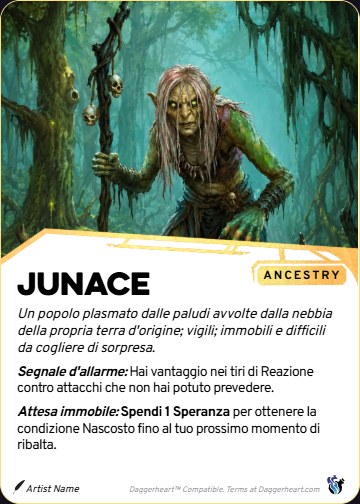 JUNACE
ANCESTRY
Un popolo plasmato dalle paludi avvolte dalla nebbia
della propria terra d'origine; vigili; immobili e difficili
da cogliere di sorpresa.
Segnale d'allarme: Hai vantaggio nei tiri di Reazione
contro attacchi che non hai potuto prevedere.
Attesa immobile: Spendi 1 Speranza per ottenere la
condizione Nascosto fino al tuo prossimo momento di
ribalta.
Artist Name
Daggerheart™ Compatible. Terms at Daggerheart.com